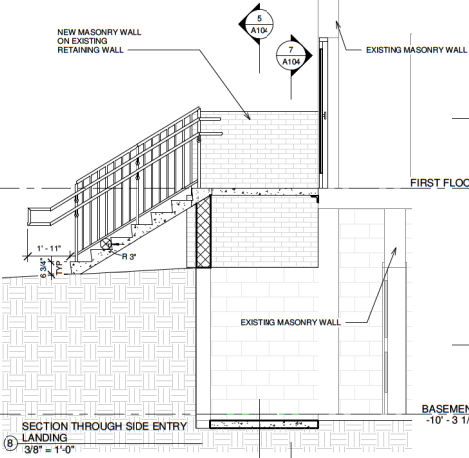 5
A104
7
A104
NEW MASONRY WALL
ON EXISTING
RETAINING WALL
EXISTING MASONRY WALL
FIRST FLOO
1' - 11"
6 3/4"
TYP
R 3"
EXISTING MASONRY WALL
BASEMEN
-10' - 3 1/
8
SECTION THROUGH SIDE ENTRY
LANDING
3/8" = 1'-0"